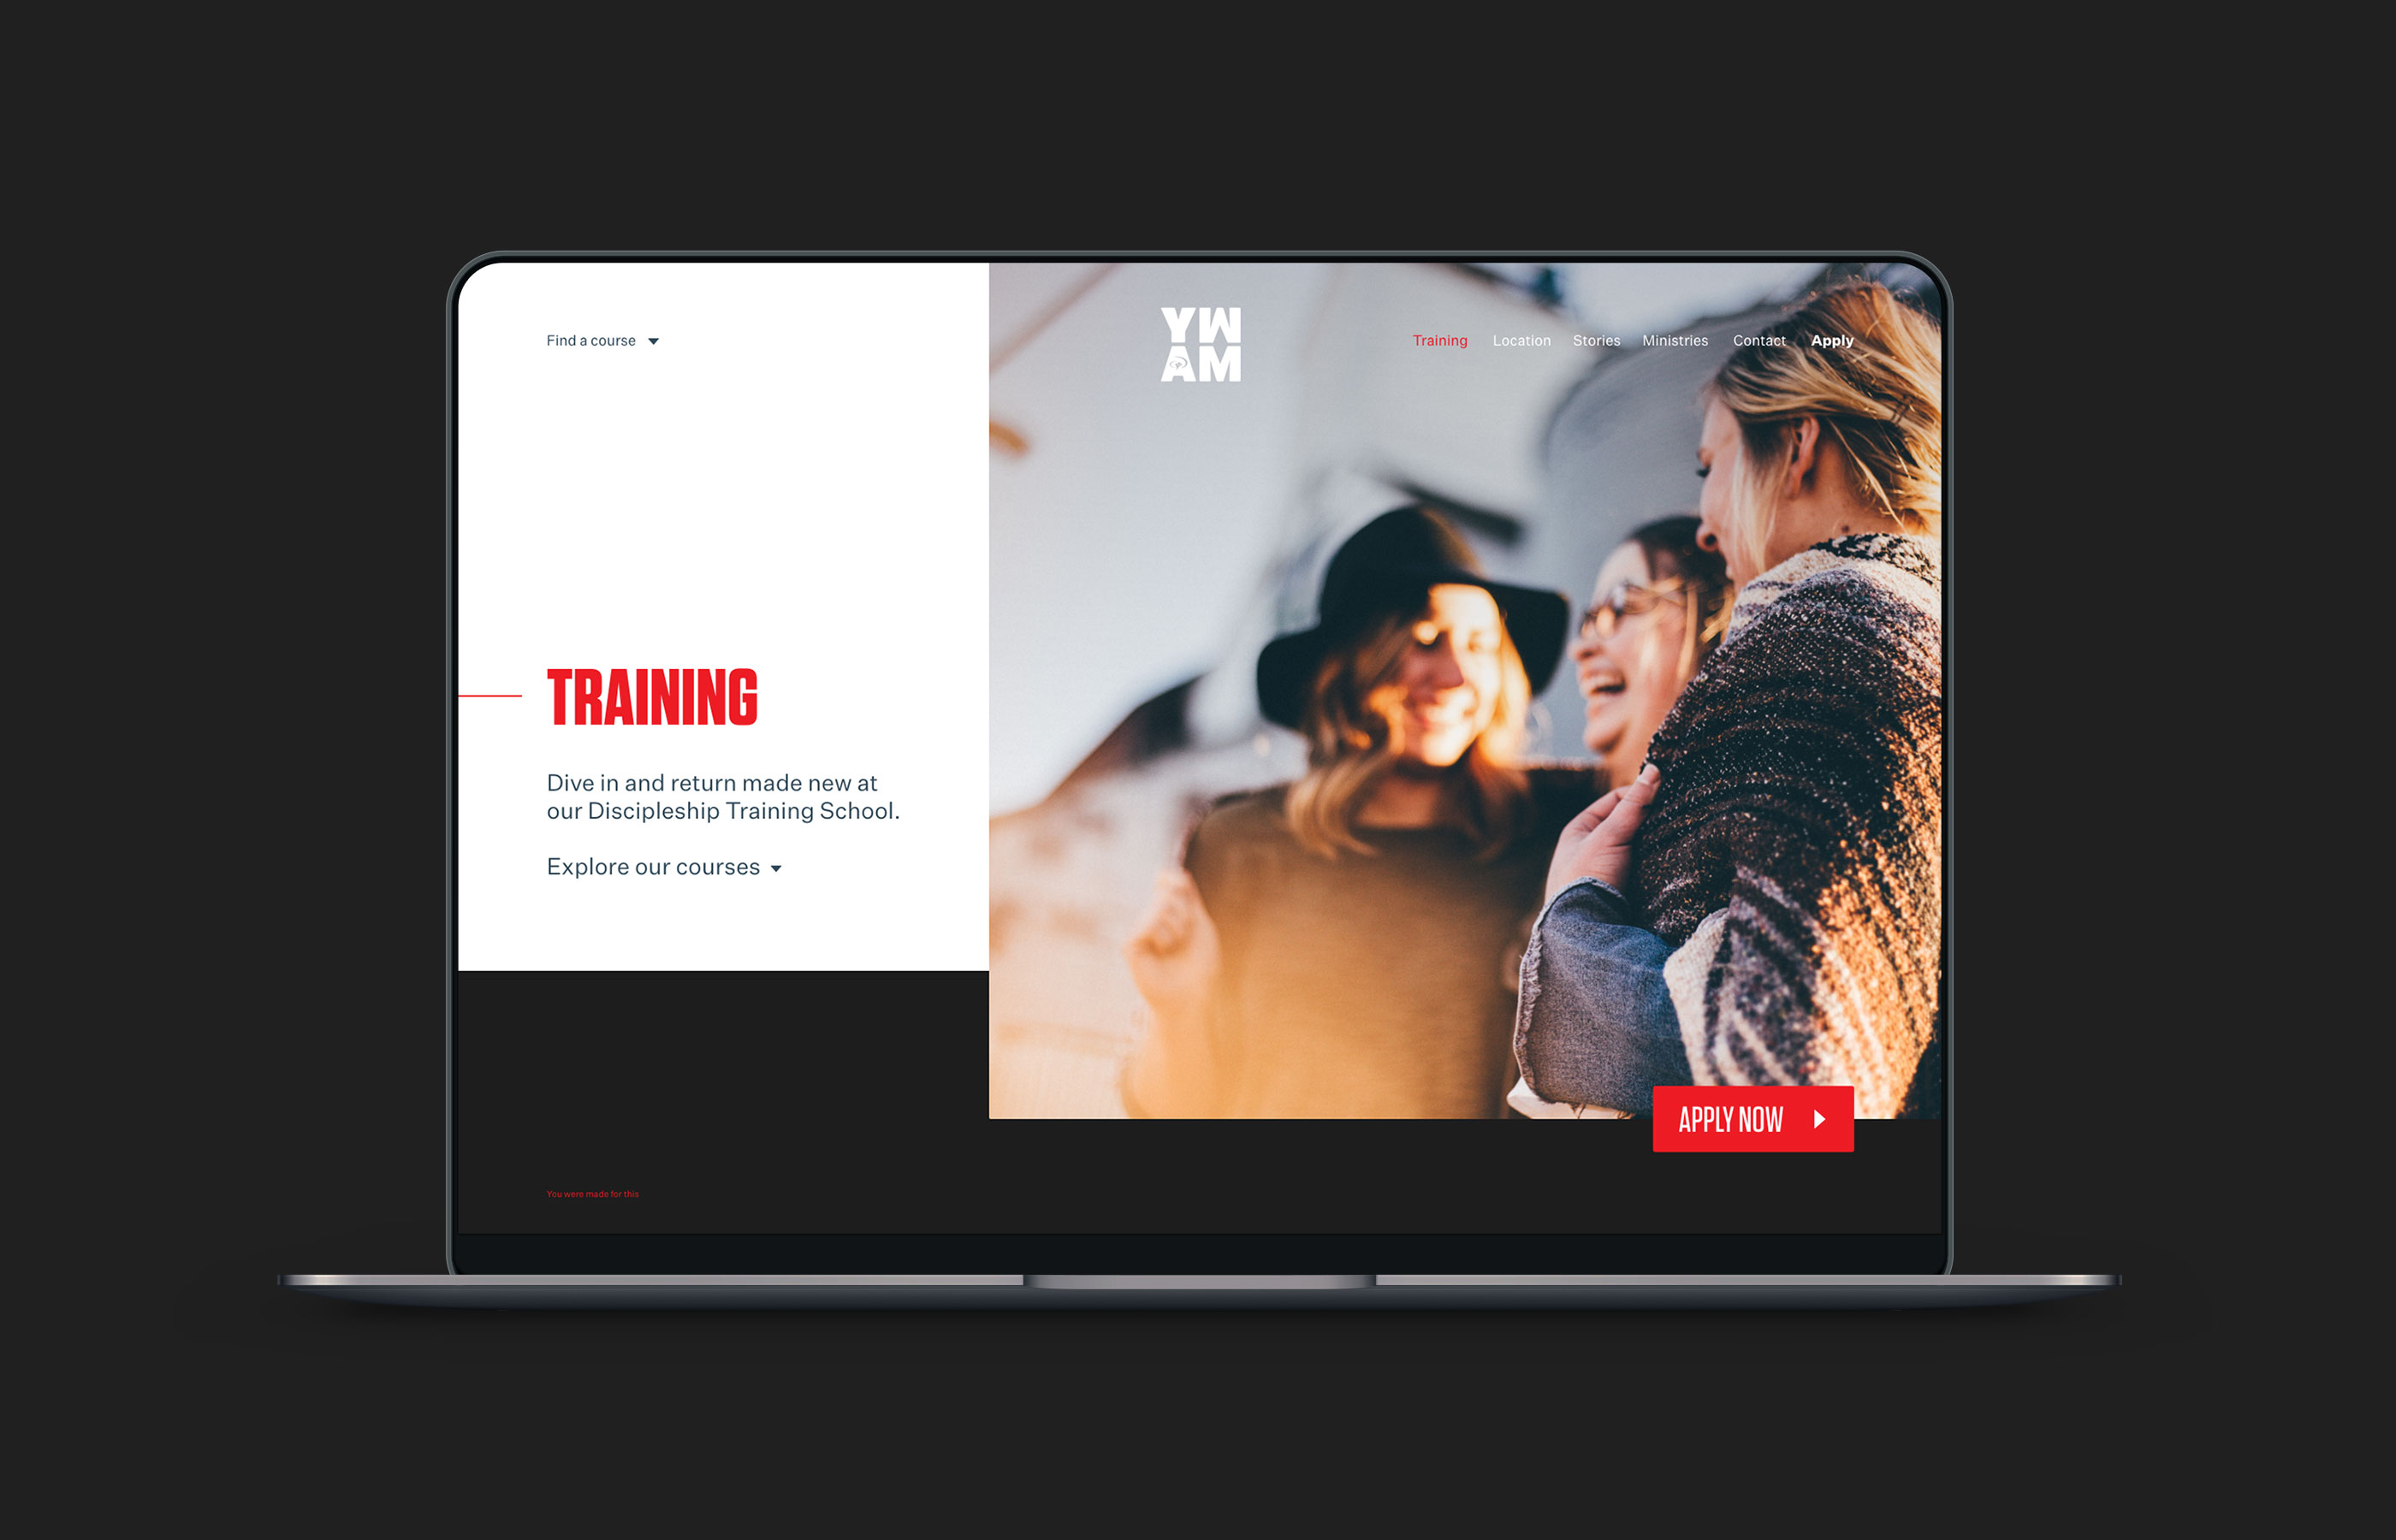 Find a course
YW
AM
Training Location Stories Ministries Contact Apply
TRAINING
Dive in and return made new at
our Discipleship Training School.
Explore our courses
APPLY NOW
You were made for this